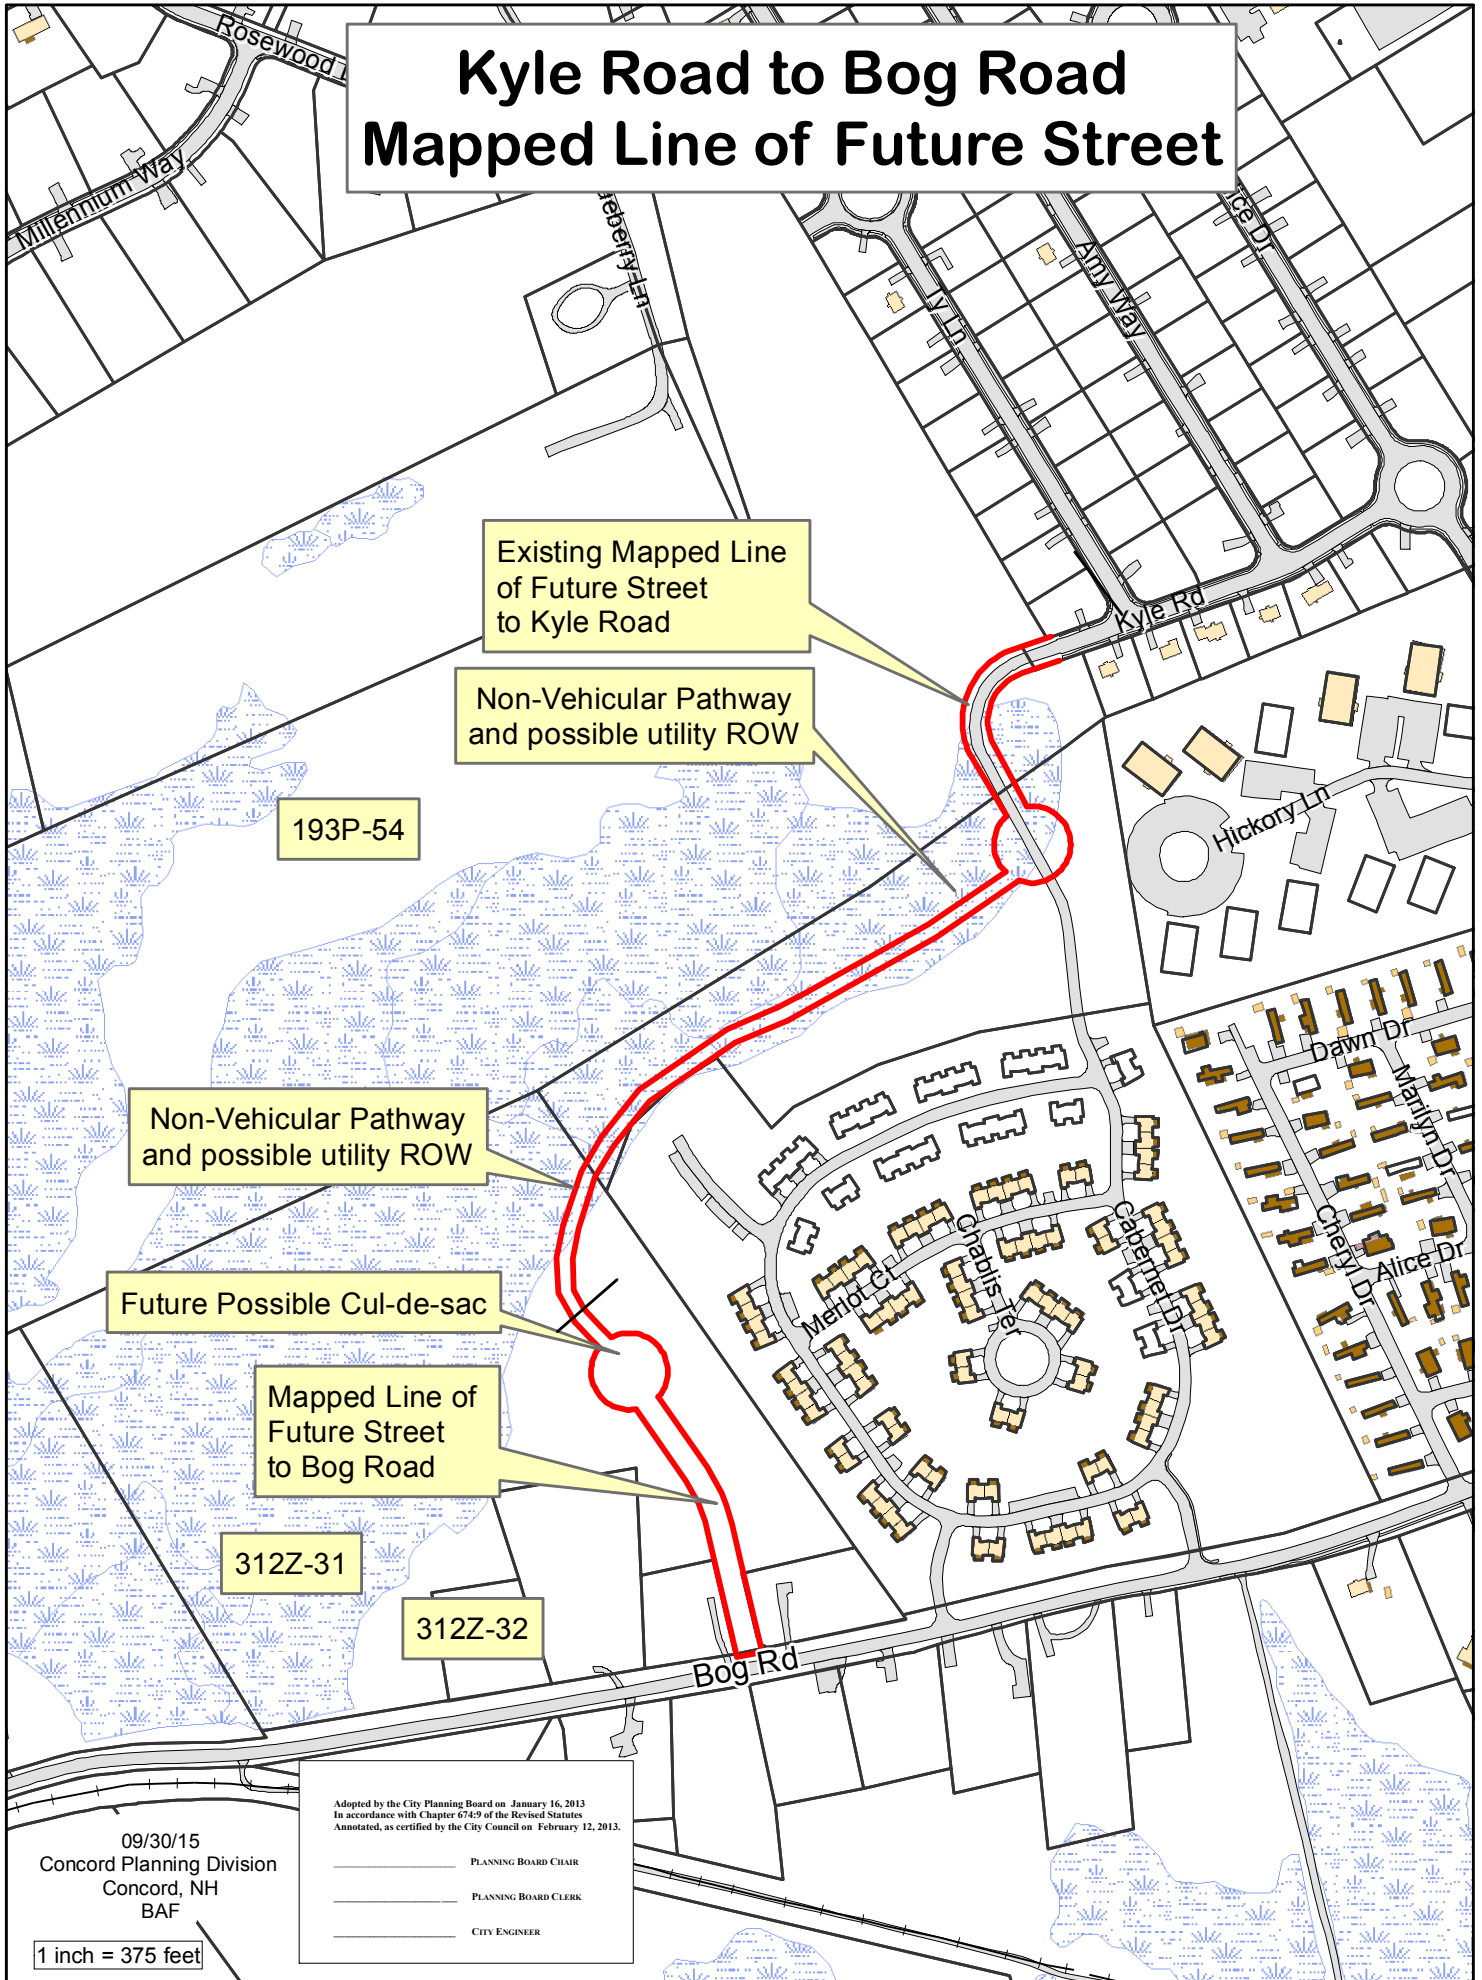 Kyle Road to Bog Road
Mapped Line of Future Street
Rosewood
Millennium Way
Ty Ln
Amy Way
Existing Mapped Line
of Future Street
to Kyle Road
Kyle Rd
Non-Vehicular Pathway
and possible utility ROW
193P-54
Hickory Ln
Dawn Dr
Marilyn Dr
Non-Vehicular Pathway
and possible utility ROW
Cheryl Dr
Alice Dr
Cabernet Dr
Chablis Ter
Merlot Ct
Future Possible Cul-de-sac
Mapped Line of
Future Street
to Bog Road
312Z-31
312Z-32
Bog Rd
Adopted by the City Planning Board on January 16, 2013
In accordance with Chapter 674:9 of the Revised Statutes
Annotated, as certified by the City Council on February 12, 2013.
PLANNING BOARD CHAIR
PLANNING BOARD CLERK
CITY ENGINEER
09/30/15
Concord Planning Division
Concord, NH
BAF
1 inch = 375 feet